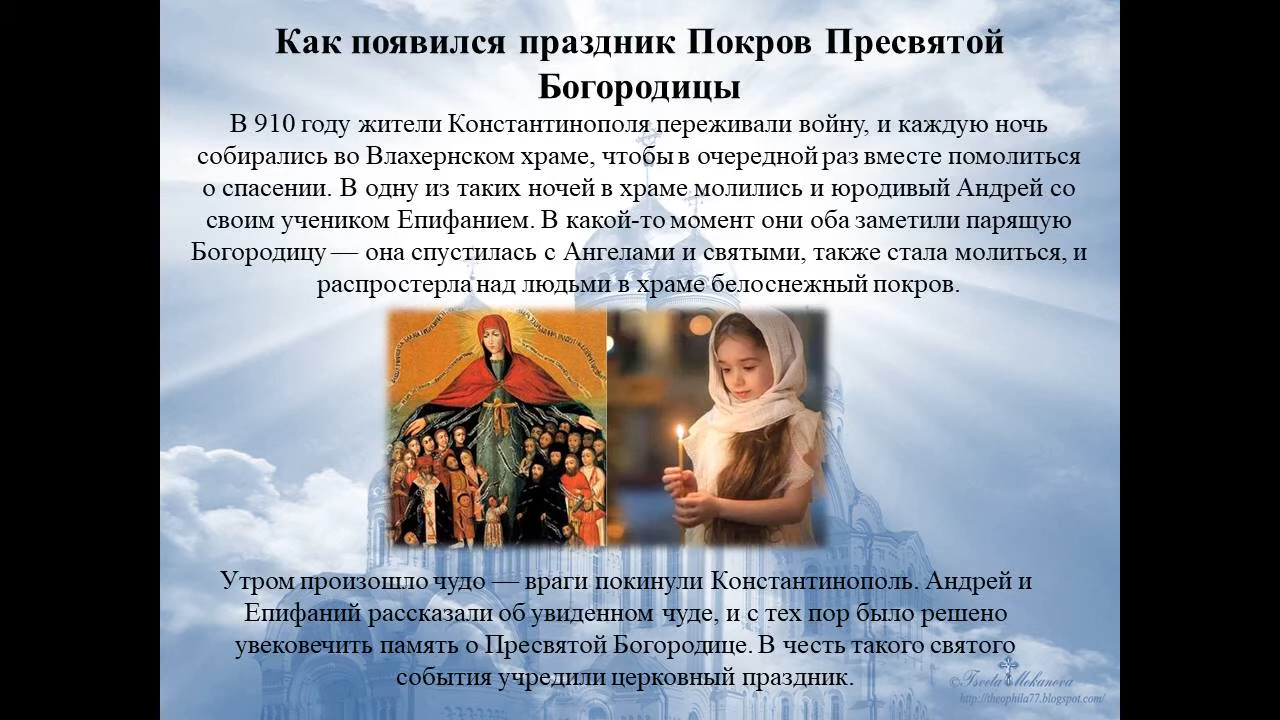 Как появился праздник Покров Пресвятой
Богородицы
В 910 году жители Константинополя переживали войну, и каждую ночь
собирались во Влахернском храме, чтобы в очередной раз вместе помолиться
о спасении. В одну из таких ночей в храме молились и юродивый Андрей со
своим учеником Епифанием. В какой-то момент они оба заметили парящую
Богородицу — она спустилась с Ангелами и святыми, также стала молиться, и
распростерла над людьми в храме белоснежный покров.
Утром произошло чудо — враги покинули Константинополь. Андрей и
Епифаний рассказали об увиденном чуде, и с тех пор было решено
увековечить память о Пресвятой Богородице. В честь такого святого
события учредили церковный праздник.
©Tsveta Mokanova
http://theophila77.blogspot.com/